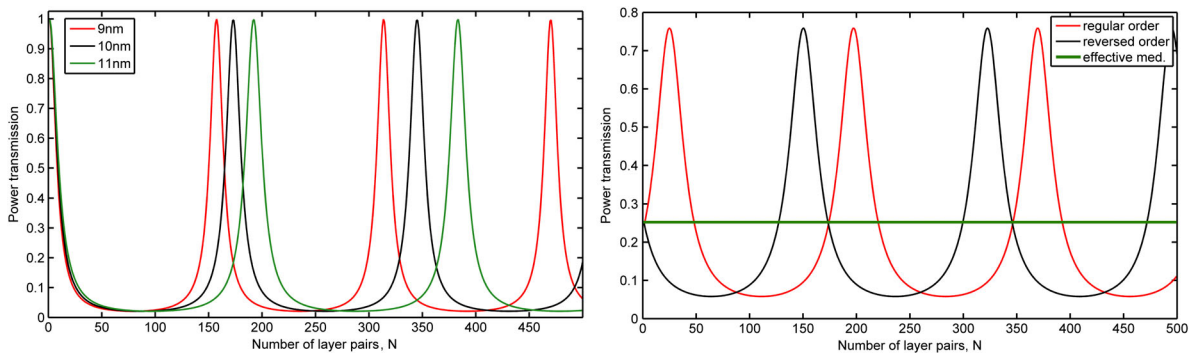 9nm
10nm
11nm
Power transmission
1
0.9
0.8
0.7
0.6
0.5
0.4
0.3
0.2
0.1
0
0 50 100 150 200 250 300 350 400 450
Number of layer pairs, N
regular order
reversed order
effective med.
Power transmission
0.8
0.7
0.6
0.5
0.4
0.3
0.2
0.1
0
0 50 100 150 200 250 300 350 400 450 500
Number of layer pairs, N